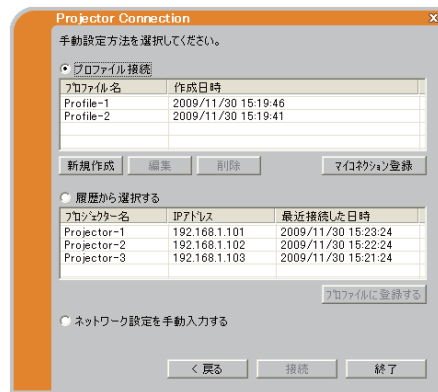 Projector Connection x
手動設定方法を選択してください。
プロファイル接続
プロファイル名 作成日時
Profile-1 2009/11/30 15:19:46
Profile-2 2009/11/30 15:19:41
新規作成 編集 削除 マイコネクション登録
履歴から選択する
プロジェクター名 IPアドレス 最近接続した日時
Projector-1 192.168.1.101 2009/11/30 15:23:24
Projector-2 192.168.1.102 2009/11/30 15:22:24
Projector-3 192.168.1.103 2009/11/30 15:21:24
プロファイルに登録する
ネットワーク設定を手動入力する
< 戻る 接続 終了